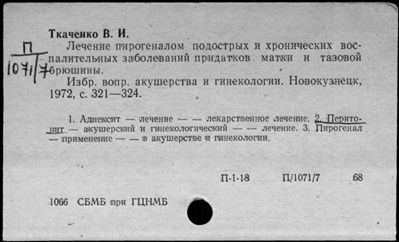 Ткаченко В. И.
П
1071/7
Лечение пирогеналом подострых и хронических вос-
палительных заболеваний придатков матки и тазовой
брюшины.
Избр. вопр. акушерства и гинекологии. Новокузнецк,
1972, с. 321—324.
1. Аднексит — лечение — — лекарственное лечение. 2. Перито-
нит — акушерский и гинекологический — — лечение. 3. Пирогенал
— применение — — в акушерстве и гинекологии.
П-1-18 П/1071/7 68
1066 СБМБ при ГЦНМБ